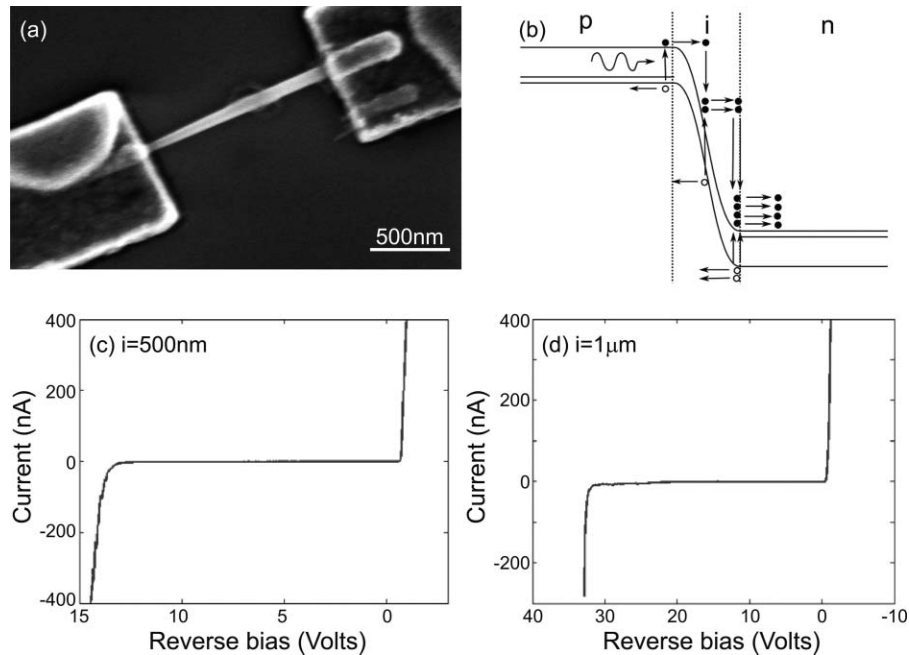 (a)
500nm
(b)
p
i
n
(c) i=500nm
400
200
0
-200
-400
Current (nA)
15
10
5
0
Reverse bias (Volts)
(d) i=1μm
400
200
0
-200
Current (nA)
40
30
20
10
0
-10
Reverse bias (Volts)